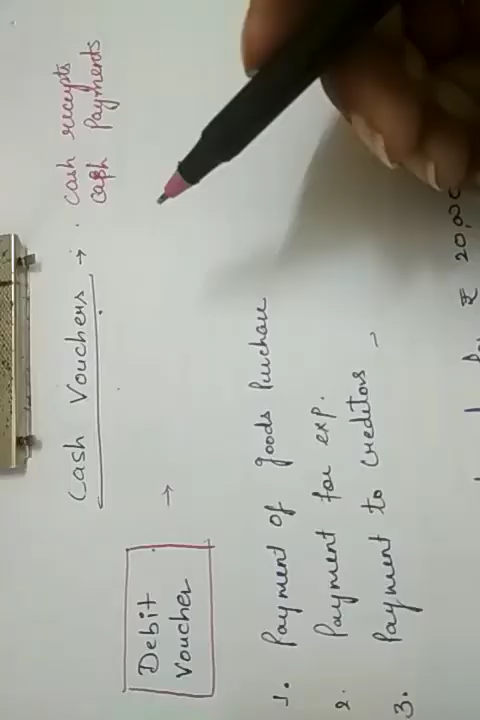 Cash Vouchers → . cash receipts
cash Payments
Debit Voucher →
1. Payment of goods Purchase
2. Payment for exp.
3. Payment to creditors -
₹ 20,00